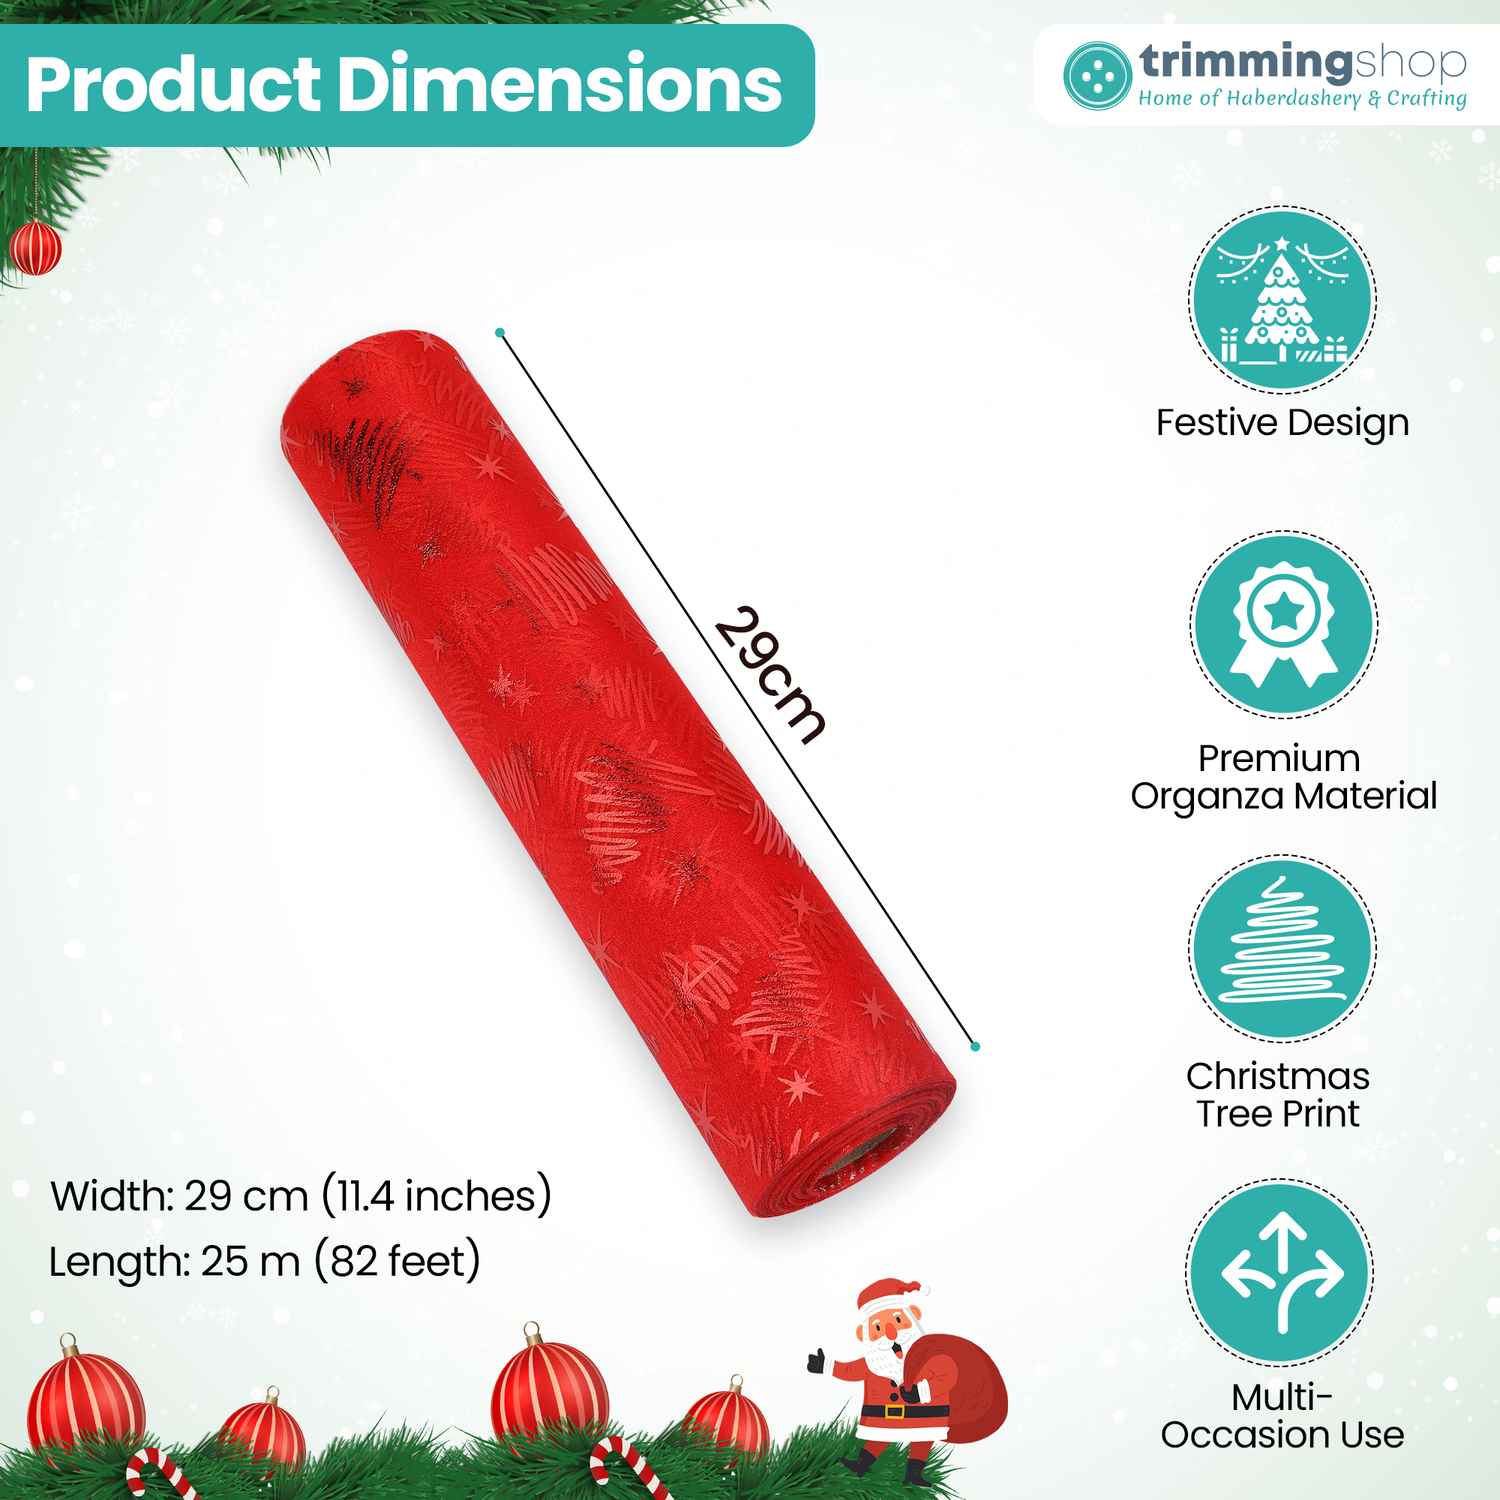 Product Dimensions
trimmingshop
Home of Haberdashery & Crafting
Festive Design
29cm
Premium
Organza Material
Christmas
Tree Print
Width: 29 cm (11.4 inches)
Length: 25 m (82 feet)
Multi-
Occasion Use